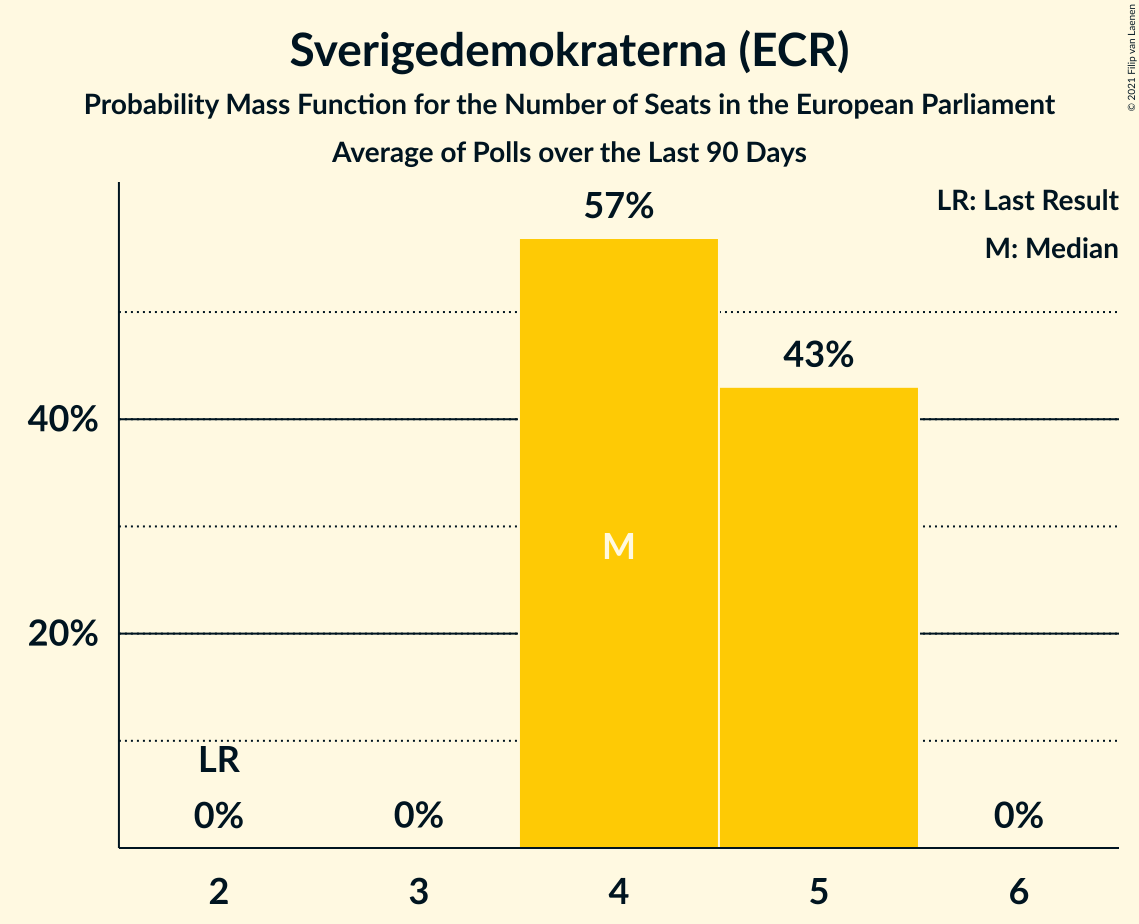 Sverigedemokraterna (ECR)
Probability Mass Function for the Number of Seats in the European Parliament
Average of Polls over the Last 90 Days
© 2021 Filip van Laenen
LR: Last Result
M: Median
57%
43%
40%
M
20%
LR
0%
0%
0%
2
3
4
5
6